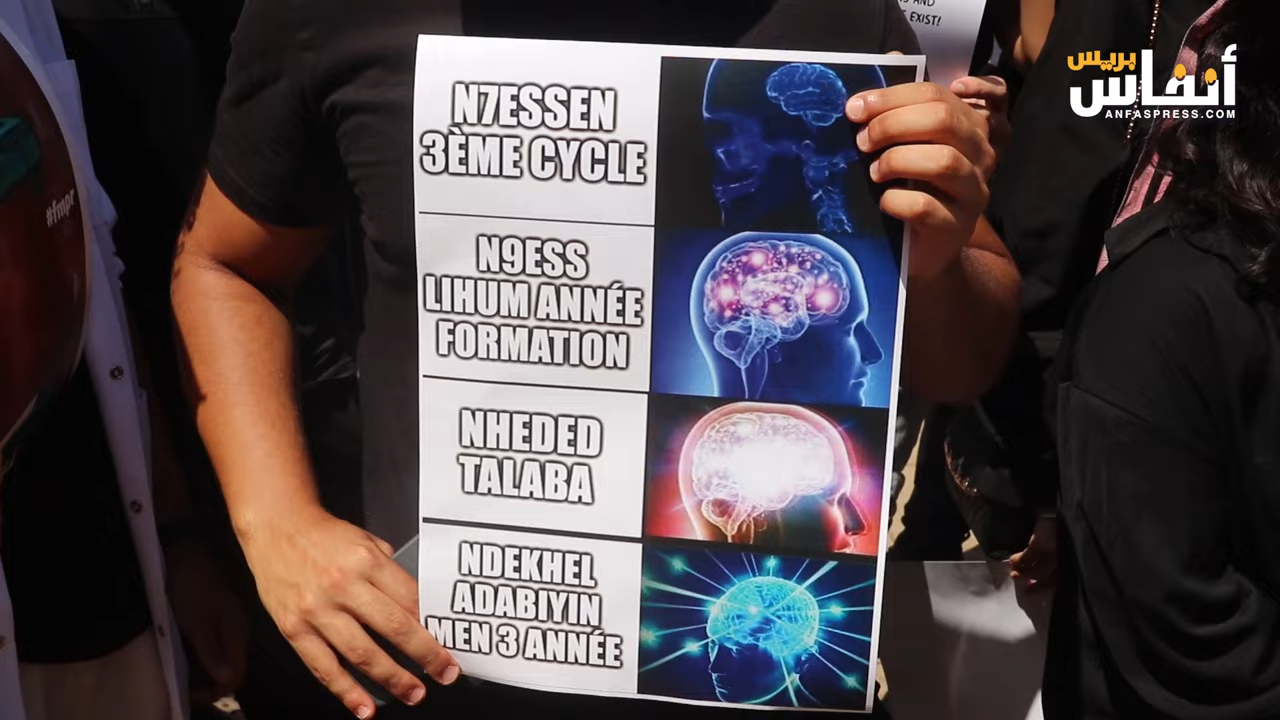 S AND
EXIST!
بريس
أنفاس
ANFASPRESS.COM
#fmpr
N7ESSEN
3ÈME CYCLE
N9ESS
LIHUM ANNÉE
FORMATION
NHEDED
TALABA
NDEKHEL
ADABIYIN
MEN 3 ANNÉE